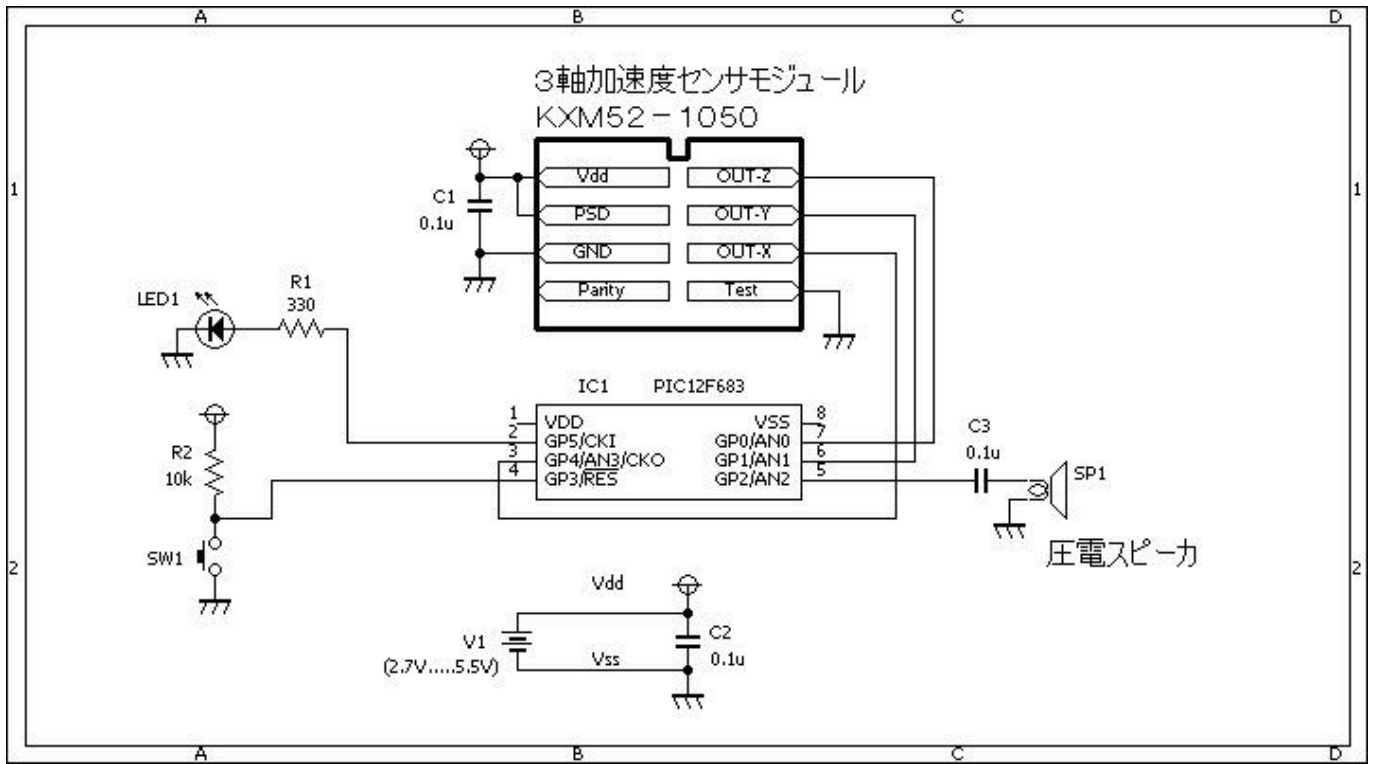 A B C D
3軸加速度センサモジュール
KXM52-1050
1 1
Vdd OUT-Z
C1
PSD OUT-Y
0.1u
GND OUT-X
Parity Test
R1
LED1
330
IC1 PIC12F683
1 VDD VSS 8
2 GP5/CKI GP0/AN0 7
3 GP4/AN3/CKO GP1/AN1 6
4 GP3/RES GP2/AN2 5
C3
0.1u
R2
10k
SP1
圧電スピーカ
SW1
2 2
Vdd
V1
(2.7V.....5.5V)
C2
Vss
0.1u
A B C D